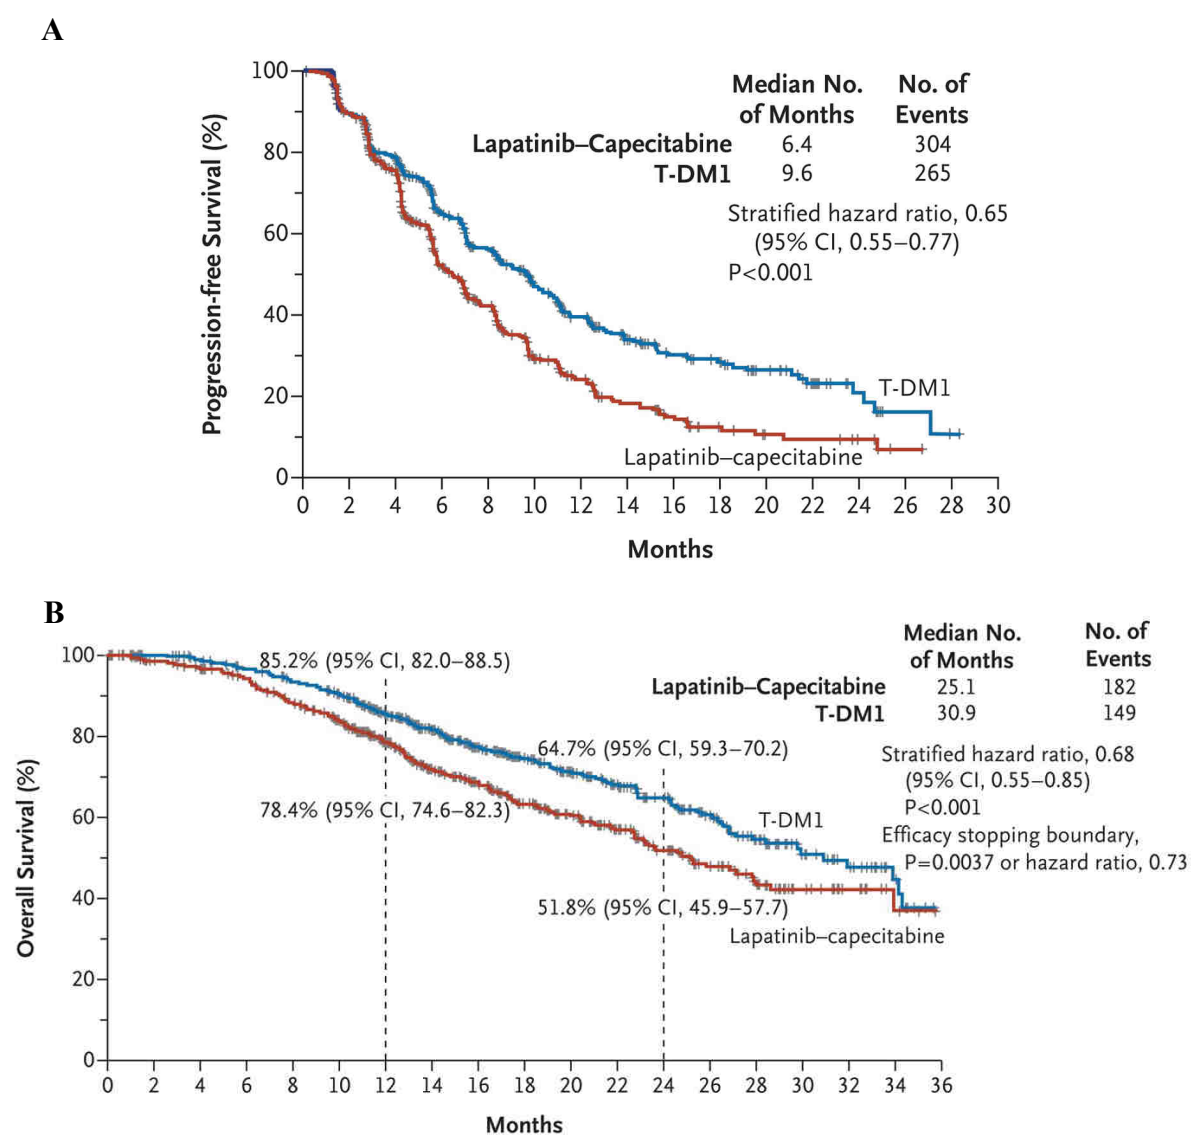 A
Progression-free Survival (%)
100
80
60
40
20
0
Median No. of Months
No. of Events
Lapatinib–Capecitabine 6.4 304
T-DM1 9.6 265
Stratified hazard ratio, 0.65
(95% CI, 0.55–0.77)
P<0.001
T-DM1
Lapatinib–capecitabine
0 2 4 6 8 10 12 14 16 18 20 22 24 26 28 30
Months
B
Overall Survival (%)
100
80
60
40
20
0
85.2% (95% CI, 82.0–88.5)
78.4% (95% CI, 74.6–82.3)
64.7% (95% CI, 59.3–70.2)
51.8% (95% CI, 45.9–57.7)
Median No. of Months
No. of Events
Lapatinib–Capecitabine 25.1 182
T-DM1 30.9 149
Stratified hazard ratio, 0.68
(95% CI, 0.55–0.85)
P<0.001
Efficacy stopping boundary,
P=0.0037 or hazard ratio, 0.73
T-DM1
Lapatinib–capecitabine
0 2 4 6 8 10 12 14 16 18 20 22 24 26 28 30 32 34 36
Months